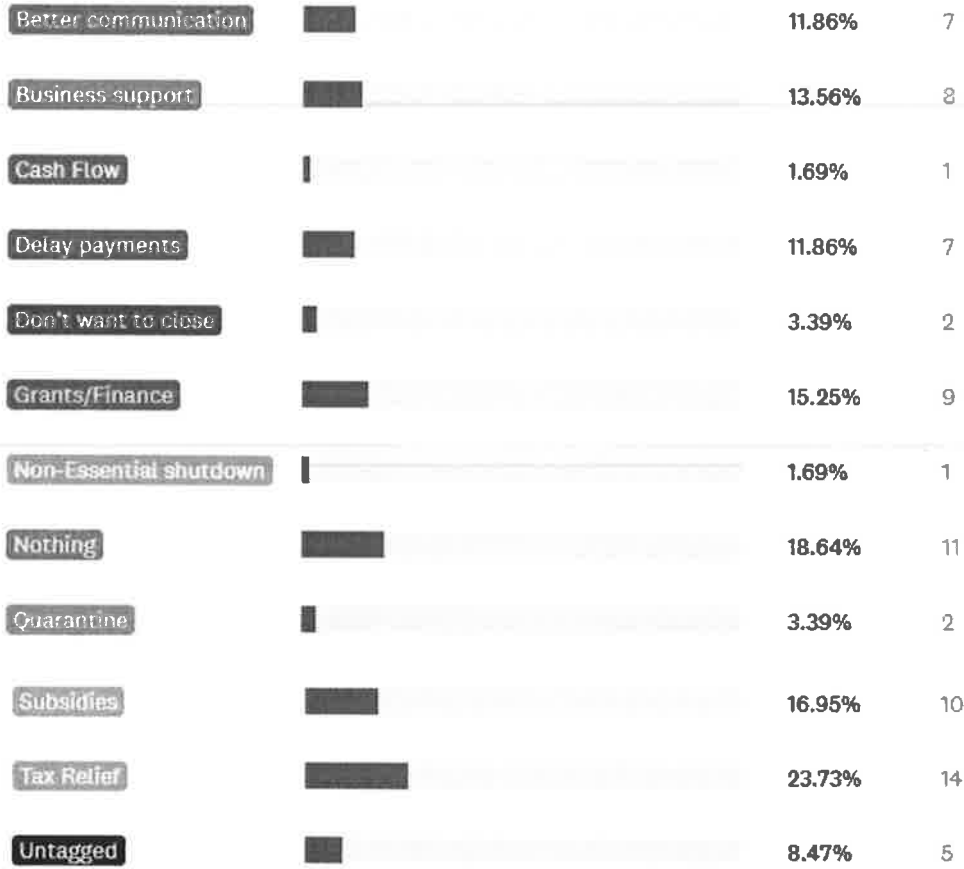 Better communication 11.86% 7
Business support 13.56% 8
Cash Flow 1.69% 1
Delay payments 11.86% 7
Don't want to close 3.39% 2
Grants/Finance 15.25% 9
Non-Essential shutdown 1.69% 1
Nothing 18.64% 11
Quarantine 3.39% 2
Subsidies 16.95% 10
Tax Relief 23.73% 14
Untagged 8.47% 5